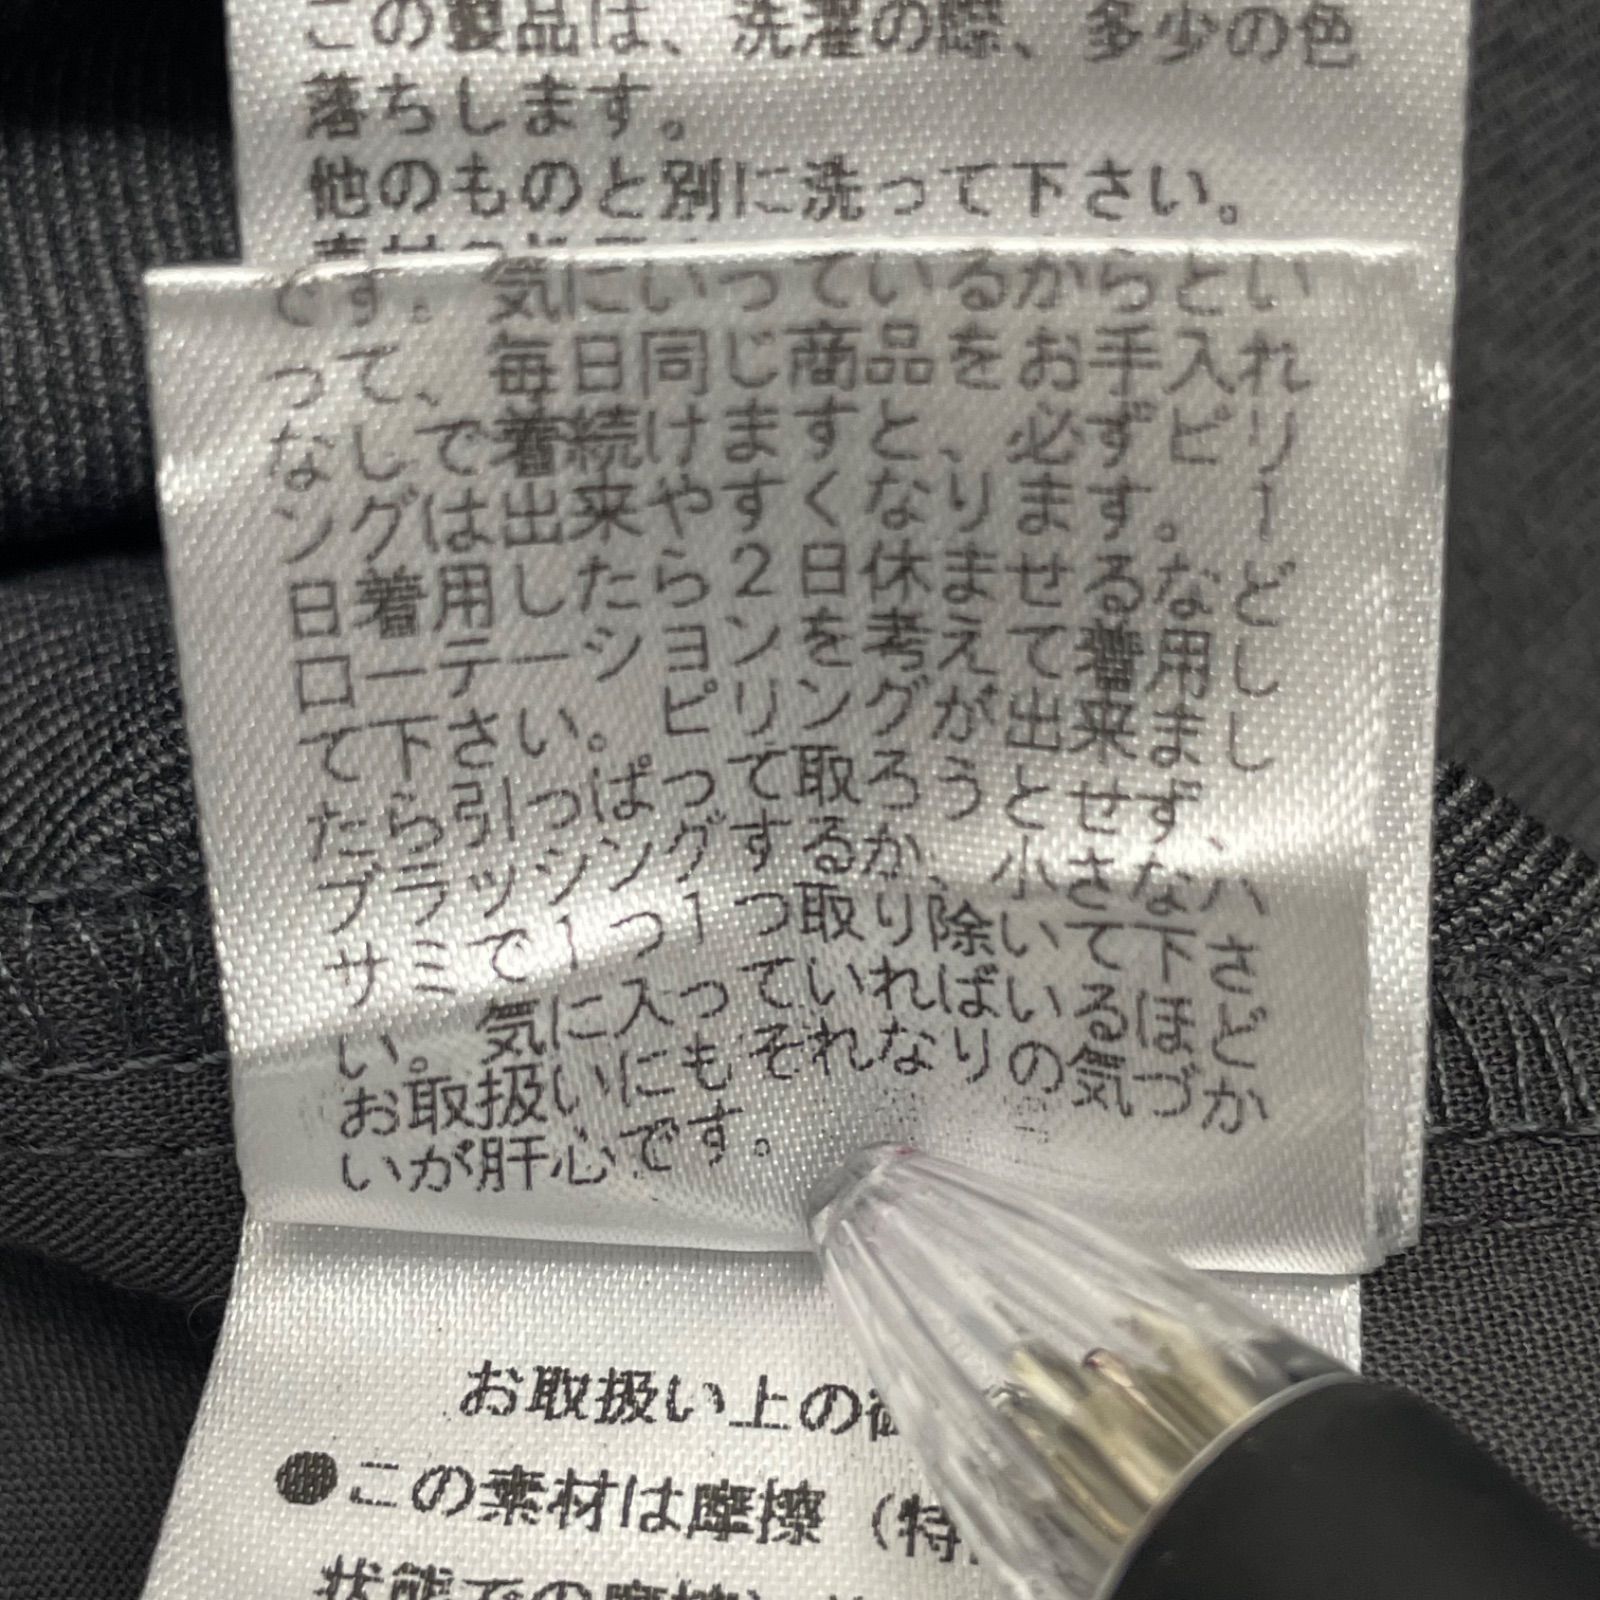 この製品は、洗濯の際、多少の色
落ちします。
他のものと別に洗って下さい。
です。気にいっているからとい
って、毎日同じ商品をお手入れ
なしで着続けますと、必ずピリ
ングは出来やすくなります。1
日着用したら2日休ませるなど
ローテーションを考えて着用し
て下さい。ピリングが出来まし
たら引っぱって取ろうとせず、
ブラッシングするか、小さなハ
サミで1つ1つ取り除いて下さ
い。気に入っていればいるほど
お取扱いにもそれなりの気づか
いが肝心です。
お取扱い上の
●この素材は摩擦（特
状態での摩擦